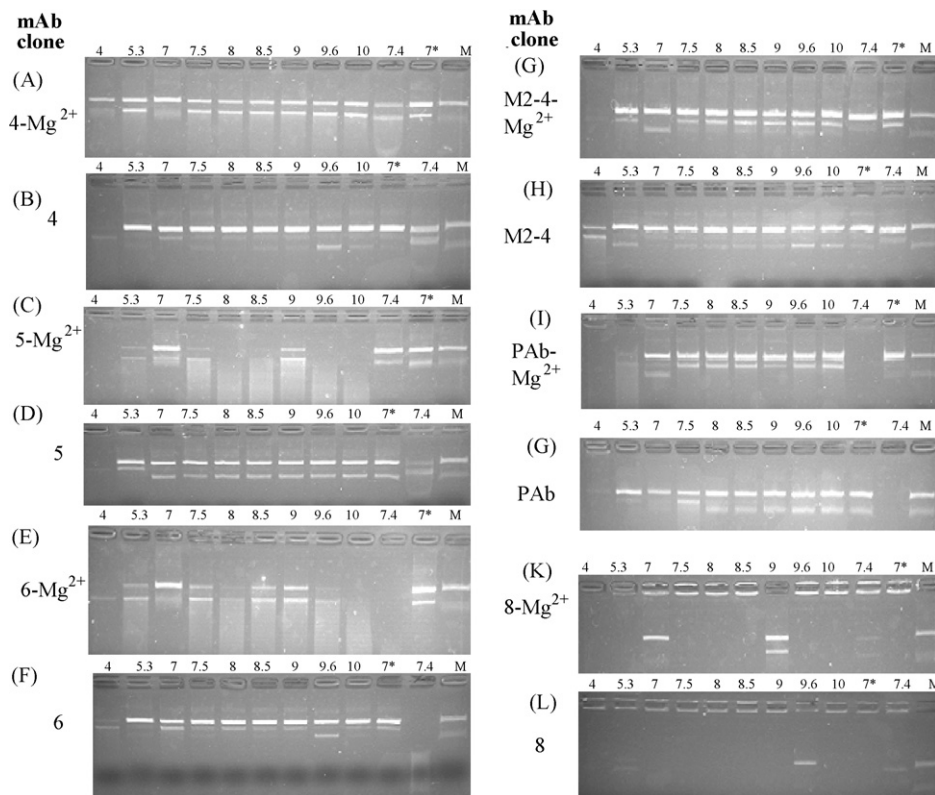 mAb
clone
4 5.3 7 7.5 8 8.5 9 9.6 10 7.4 7* M
(A)
4-Mg²⁺
4 5.3 7 7.5 8 8.5 9 9.6 10 7* 7.4 M
(B)
4
(C)
4 5.3 7 7.5 8 8.5 9 9.6 10 7.4 7* M
5-Mg²⁺
(D)
4 5.3 7 7.5 8 8.5 9 9.6 10 7* 7.4 M
5
4 5.3 7 7.5 8 8.5 9 9.6 10 7.4 7* M
(E)
6-Mg²⁺
(F)
4 5.3 7 7.5 8 8.5 9 9.6 10 7* 7.4 M
6
mAb
clone
4 5.3 7 7.5 8 8.5 9 9.6 10 7.4 7* M
(G)
M2-4-
Mg²⁺
4 5.3 7 7.5 8 8.5 9 9.6 10 7* 7.4 M
(H)
M2-4
4 5.3 7 7.5 8 8.5 9 9.6 10 7.4 7* M
(I)
PAb-
Mg²⁺
4 5.3 7 7.5 8 8.5 9 9.6 10 7* 7.4 M
(G)
PAb
4 5.3 7 7.5 8 8.5 9 9.6 10 7.4 7* M
(K)
8-Mg²⁺
4 5.3 7 7.5 8 8.5 9 9.6 10 7* 7.4 M
(L)
8